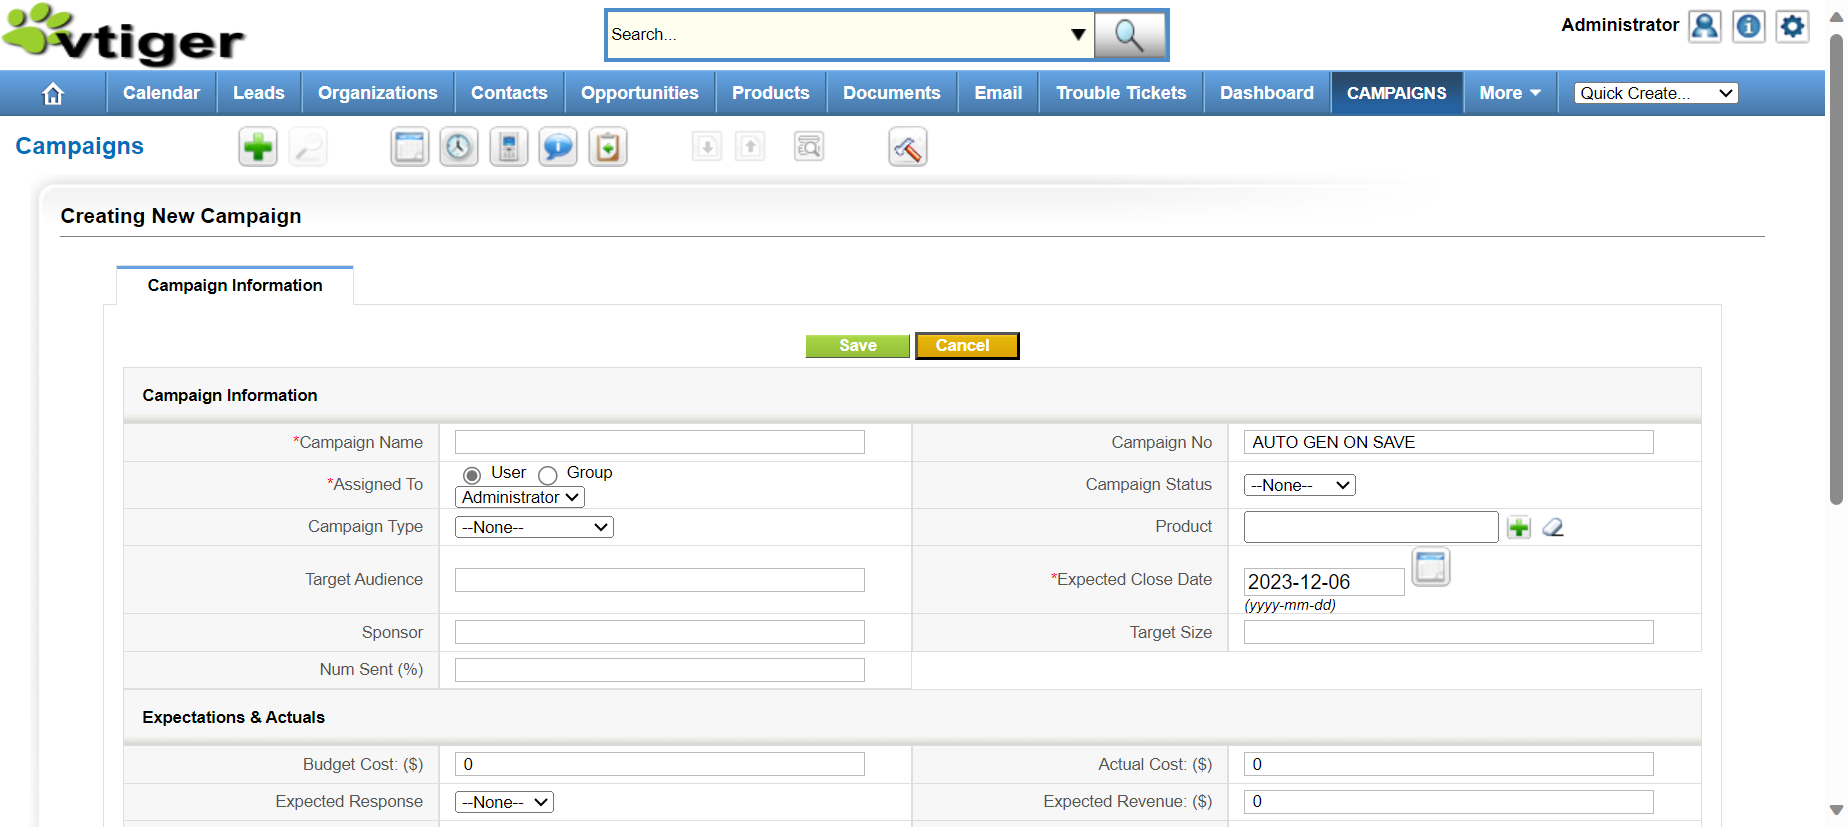 vtiger
Search...
Administrator
Calendar Leads Organizations Contacts Opportunities Products Documents Email Trouble Tickets Dashboard CAMPAIGNS More Quick Create...
Campaigns
Creating New Campaign
Campaign Information
Save Cancel
Campaign Information
*Campaign Name Campaign No AUTO GEN ON SAVE
*Assigned To User Group Administrator Campaign Status --None--
Campaign Type --None-- Product
Target Audience *Expected Close Date 2023-12-06
(yyyy-mm-dd)
Sponsor Target Size
Num Sent (%)
Expectations & Actuals
Budget Cost: ($) 0 Actual Cost: ($) 0
Expected Response --None-- Expected Revenue: ($) 0